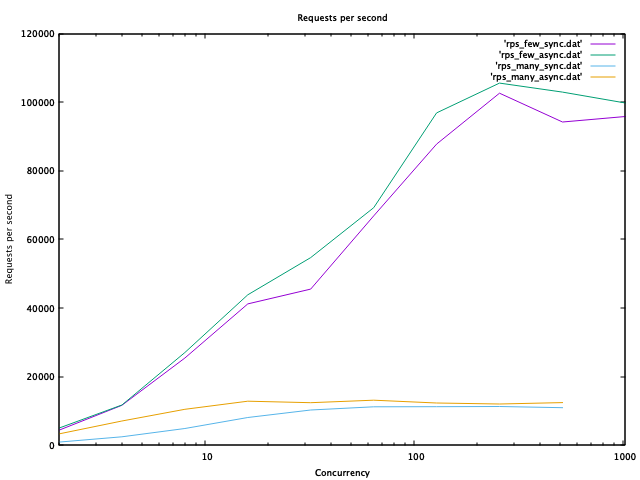 Requests per second
120000
'rps_few_sync.dat'
'rps_few_async.dat'
'rps_many_sync.dat'
'rps_many_async.dat'
100000
80000
60000
40000
20000
0
Requests per second
10
100
1000
Concurrency